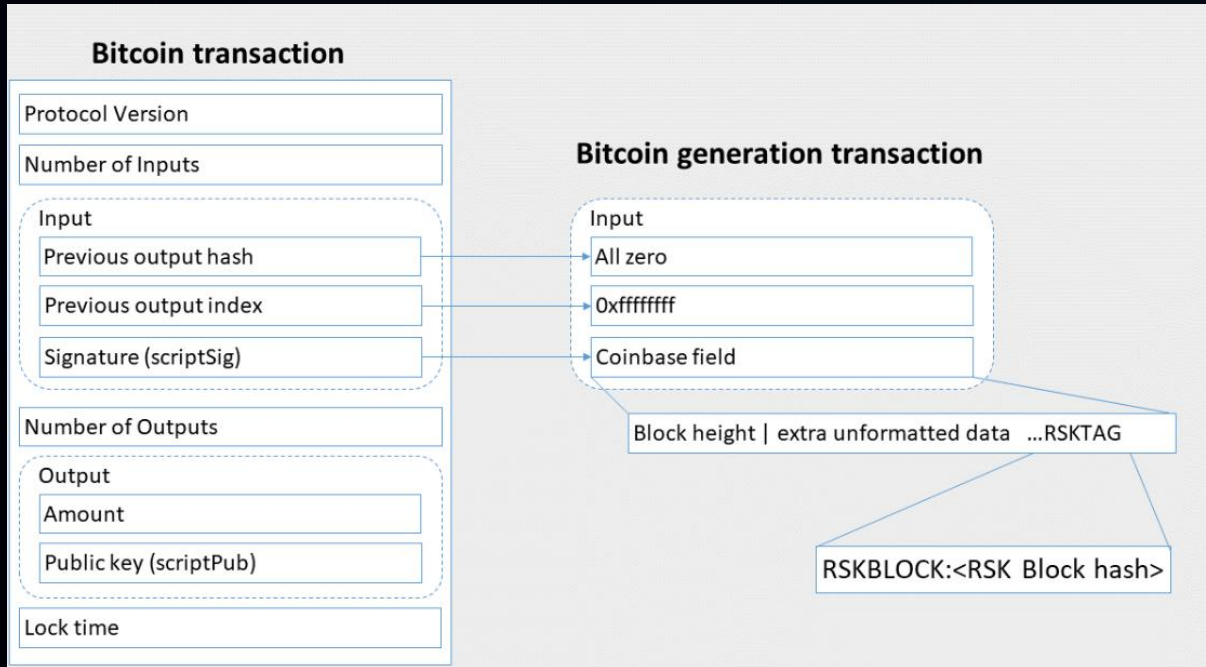 Bitcoin transaction
Protocol Version
Number of Inputs
Input
Previous output hash
Previous output index
Signature (scriptSig)
Number of Outputs
Output
Amount
Public key (scriptPub)
Lock time
Bitcoin generation transaction
Input
All zero
0xffffffff
Coinbase field
Block height | extra unformatted data ...RSKTAG
RSKBLOCK:<RSK Block hash>